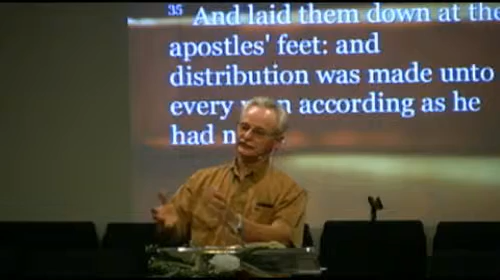 35 And laid them down at the
apostles' feet: and
distribution was made unto
every according as he
had